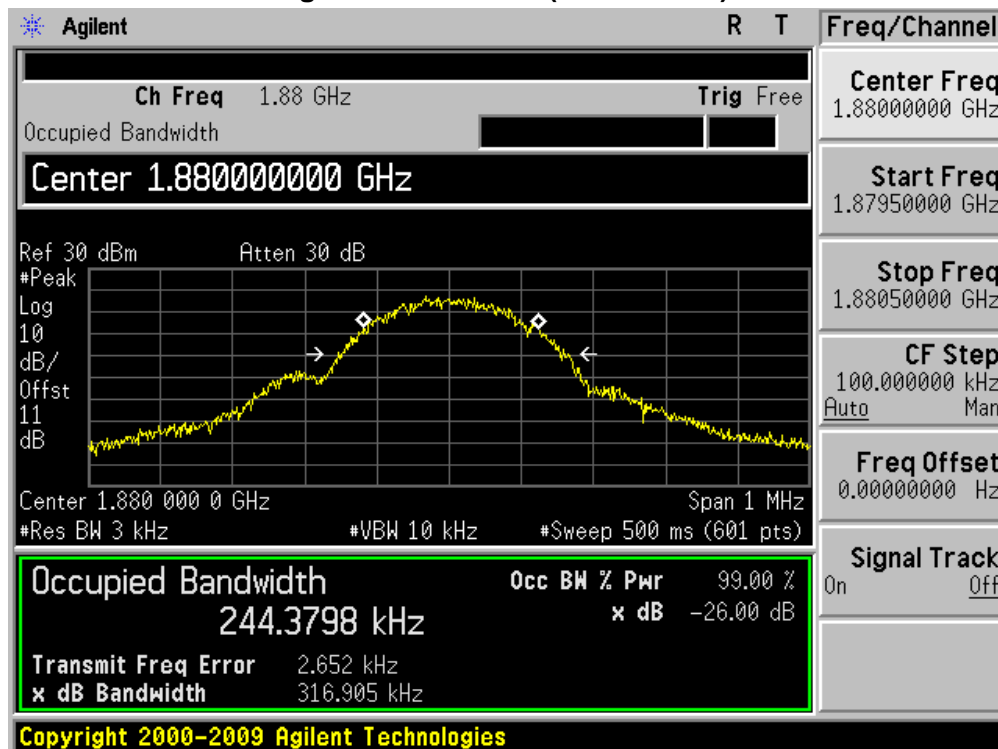 Agilent R T
Freq/Channel
Ch Freq 1.88 GHz Trig Free
Occupied Bandwidth
Center 1.880000000 GHz
Ref 30 dBm Atten 30 dB
#Peak
Log
10
dB/
Offst
11
dB
Center 1.880 000 0 GHz Span 1 MHz
#Res BW 3 kHz #VBW 10 kHz #Sweep 500 ms (601 pts)
Occupied Bandwidth
244.3798 kHz
Occ BW % Pwr 99.00 %
x dB -26.00 dB
Transmit Freq Error 2.652 kHz
x dB Bandwidth 316.905 kHz
Copyright 2000-2009 Agilent Technologies
Center Freq
1.88000000 GHz
Start Freq
1.87950000 GHz
Stop Freq
1.88050000 GHz
CF Step
100.000000 kHz
Auto Man
Freq Offset
0.00000000 Hz
Signal Track
On Off